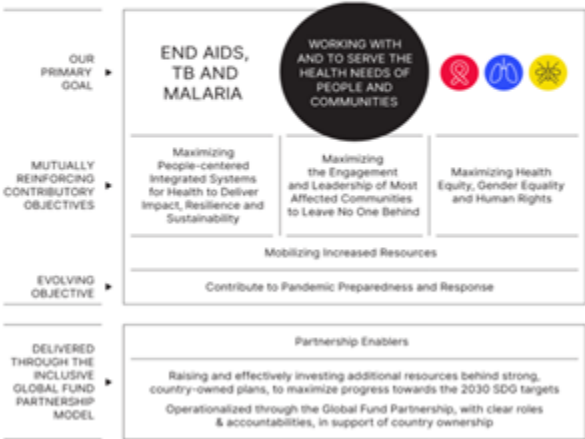 OUR
PRIMARY
GOAL
END AIDS,
TB AND
MALARIA
WORKING WITH
AND TO SERVE THE
HEALTH NEEDS OF
PEOPLE AND
COMMUNITIES
MUTUALLY
REINFORCING
CONTRIBUTORY
OBJECTIVES
Maximizing
People-centered
Integrated Systems
for Health to Deliver
Impact, Resilience and
Sustainability
Maximizing
the Engagement
and Leadership of Most
Affected Communities
to Leave No One Behind
Maximizing Health
Equity, Gender Equality
and Human Rights
Mobilizing Increased Resources
EVOLVING
OBJECTIVE
Contribute to Pandemic Preparedness and Response
DELIVERED
THROUGH THE
INCLUSIVE
GLOBAL FUND
PARTNERSHIP
MODEL
Partnership Enablers
Raising and effectively investing additional resources behind strong,
country-owned plans, to maximize progress towards the 2030 SDG targets
Operationalized through the Global Fund Partnership, with clear roles
& accountabilities, in support of country ownership